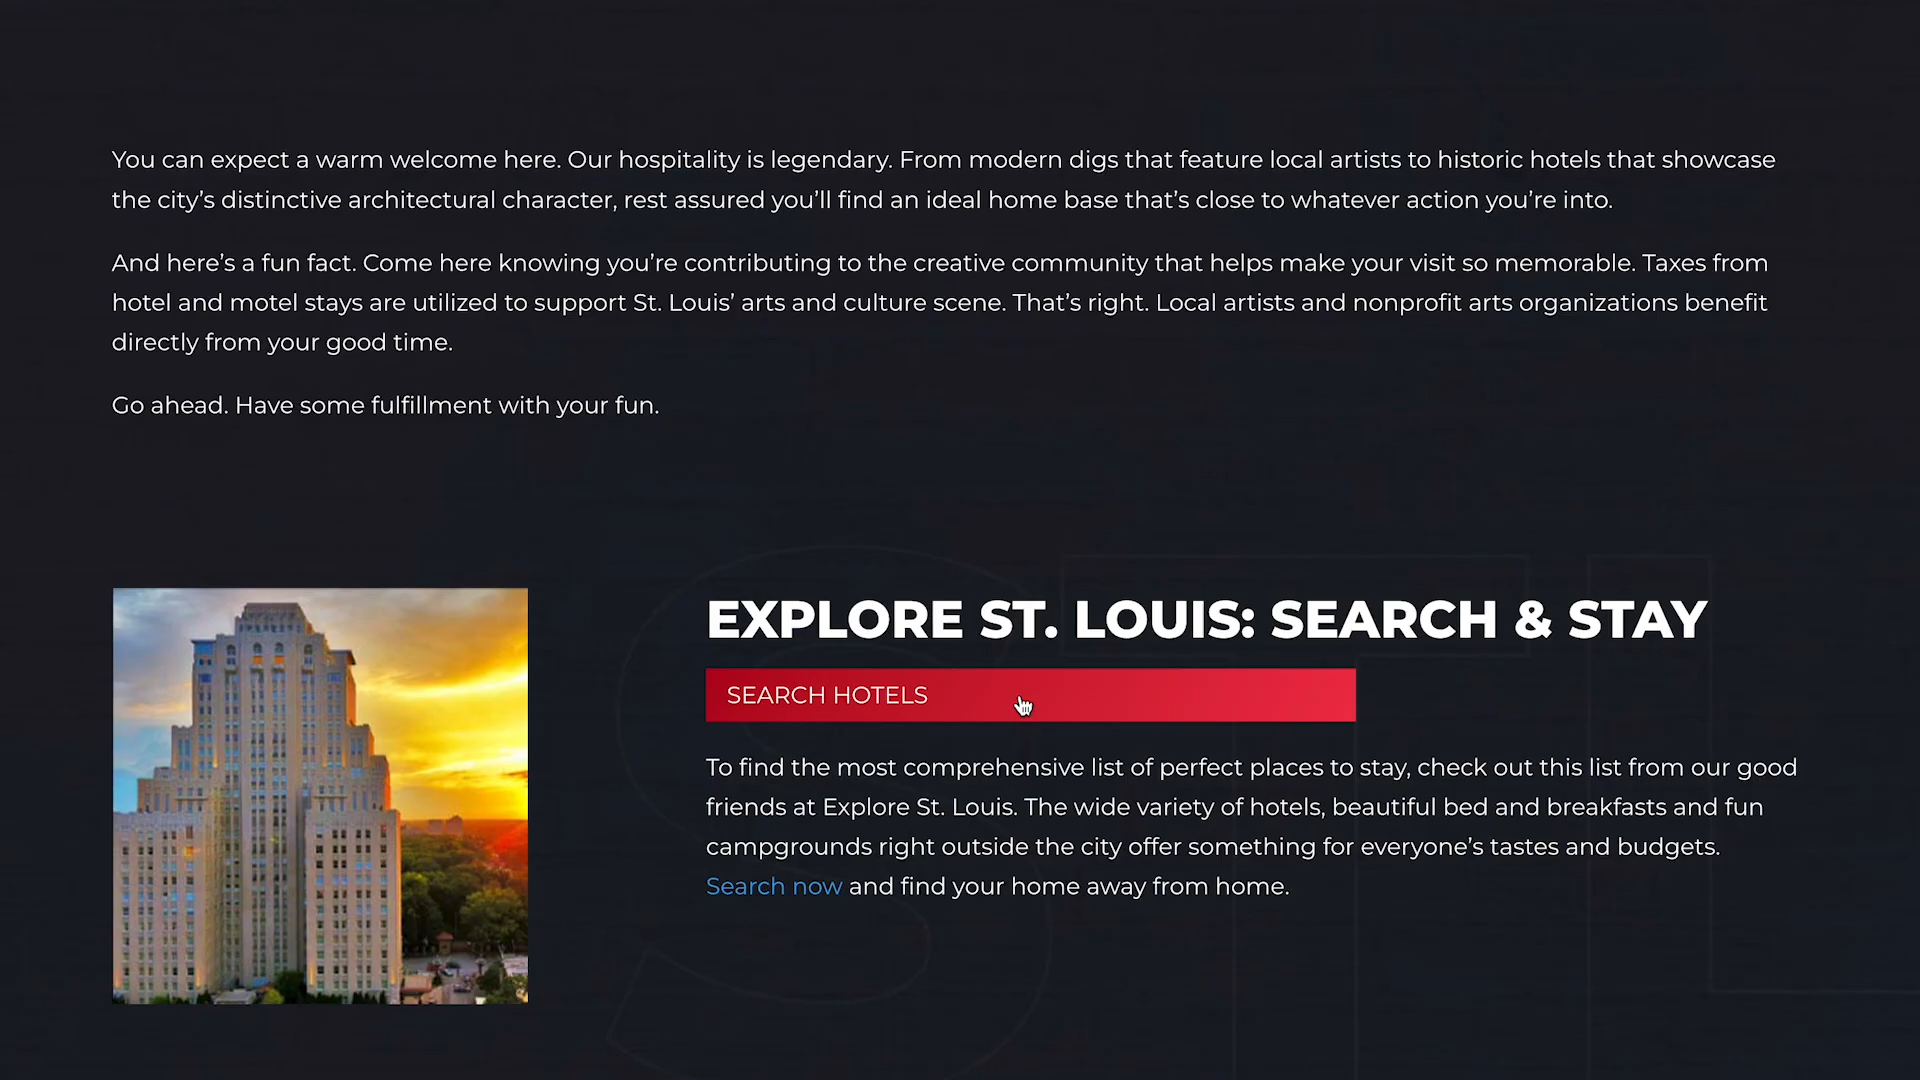 You can expect a warm welcome here. Our hospitality is legendary. From modern digs that feature local artists to historic hotels that showcase
the city’s distinctive architectural character, rest assured you’ll find an ideal home base that’s close to whatever action you’re into.
And here’s a fun fact. Come here knowing you’re contributing to the creative community that helps make your visit so memorable. Taxes from
hotel and motel stays are utilized to support St. Louis’ arts and culture scene. That’s right. Local artists and nonprofit arts organizations benefit
directly from your good time.
Go ahead. Have some fulfillment with your fun.
EXPLORE ST. LOUIS: SEARCH & STAY
SEARCH HOTELS
To find the most comprehensive list of perfect places to stay, check out this list from our good
friends at Explore St. Louis. The wide variety of hotels, beautiful bed and breakfasts and fun
campgrounds right outside the city offer something for everyone’s tastes and budgets.
Search now and find your home away from home.
STL